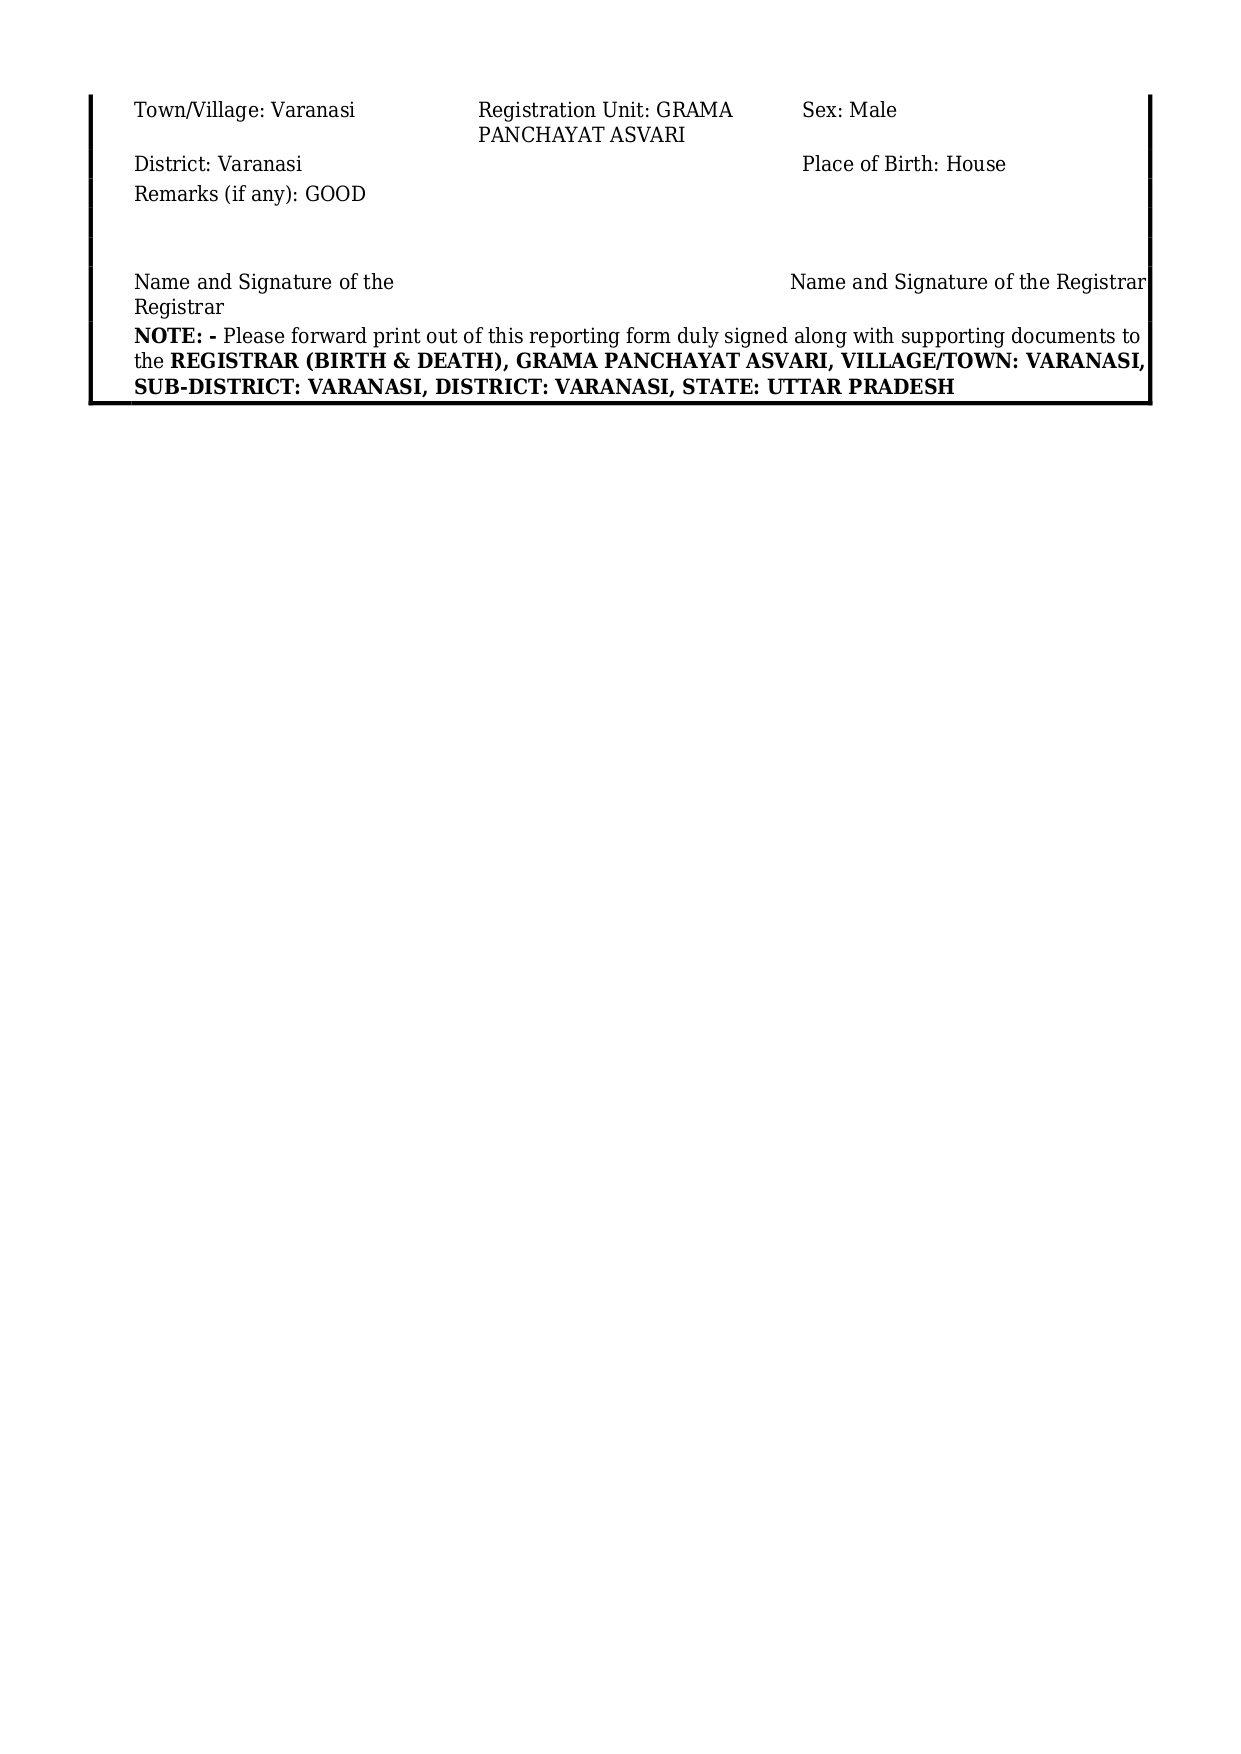 Town/Village: Varanasi Registration Unit: GRAMA Sex: Male
PANCHAYAT ASVARI
District: Varanasi Place of Birth: House
Remarks (if any): GOOD
Name and Signature of the Name and Signature of the Registrar
Registrar
NOTE: - Please forward print out of this reporting form duly signed along with supporting documents to
the REGISTRAR (BIRTH & DEATH), GRAMA PANCHAYAT ASVARI, VILLAGE/TOWN: VARANASI,
SUB-DISTRICT: VARANASI, DISTRICT: VARANASI, STATE: UTTAR PRADESH